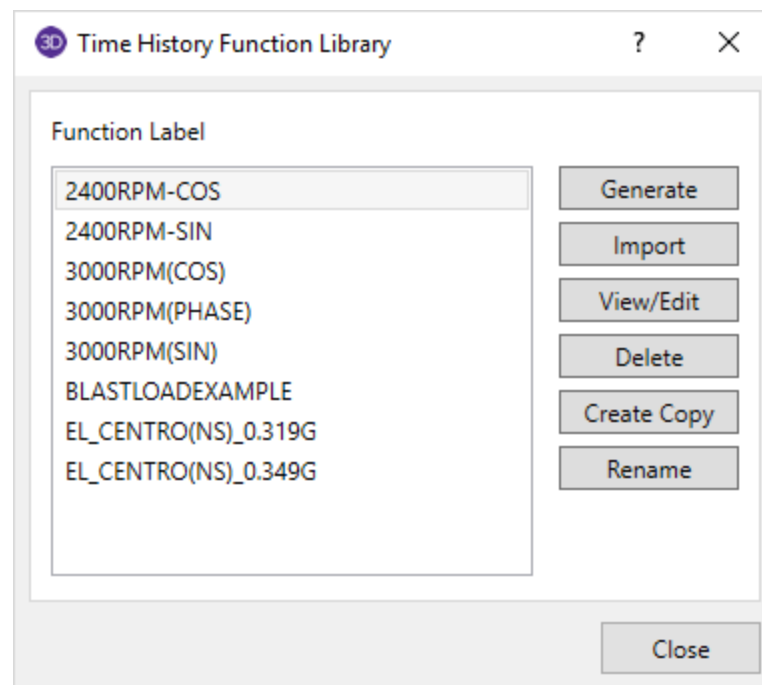 3D Time History Function Library ?
Function Label
2400RPM-COS
2400RPM-SIN
3000RPM(COS)
3000RPM(PHASE)
3000RPM(SIN)
BLASTLOADEXAMPLE
EL_CENTRO(NS)_0.319G
EL_CENTRO(NS)_0.349G
Generate
Import
View/Edit
Delete
Create Copy
Rename
Close